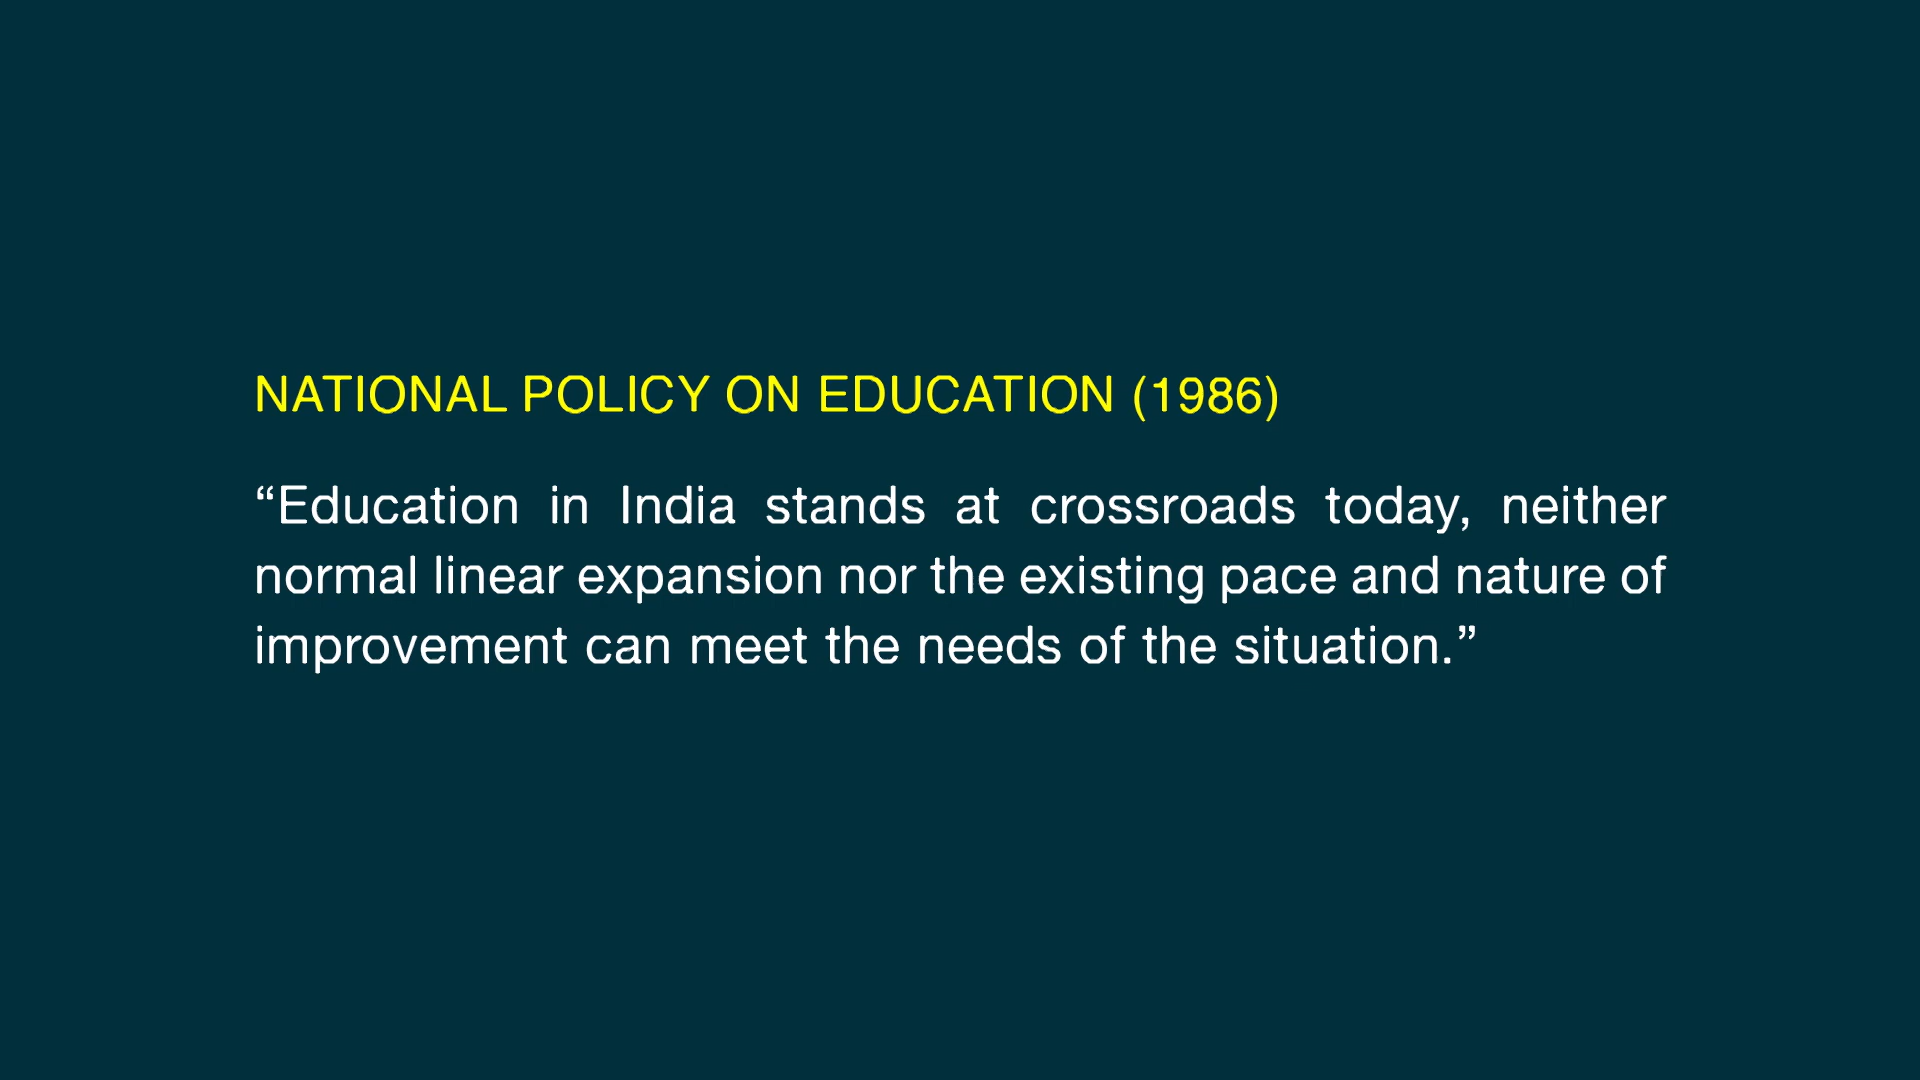 NATIONAL POLICY ON EDUCATION (1986)
“Education in India stands at crossroads today, neither
normal linear expansion nor the existing pace and nature of
improvement can meet the needs of the situation.”